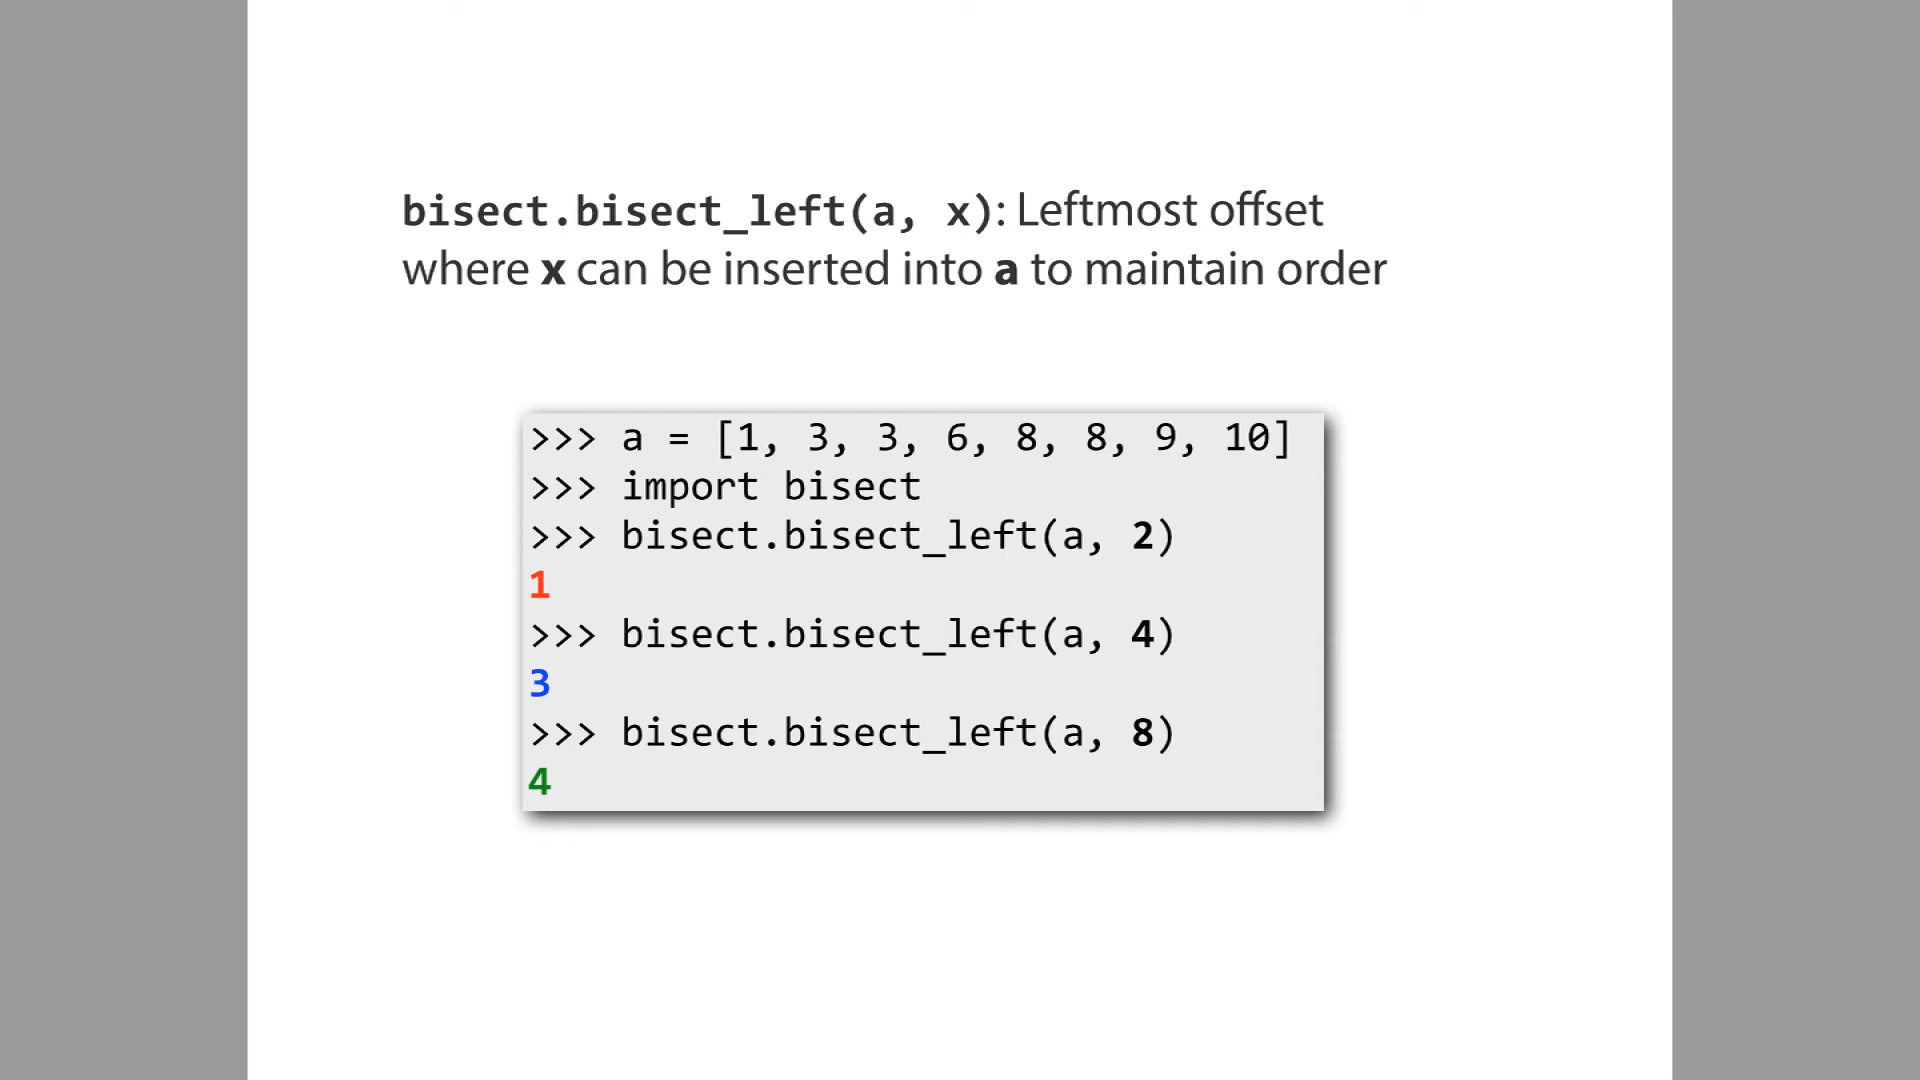 bisect.bisect_left(a, x): Leftmost offset
where x can be inserted into a to maintain order
>>> a = [1, 3, 3, 6, 8, 8, 9, 10]
>>> import bisect
>>> bisect.bisect_left(a, 2)
1
>>> bisect.bisect_left(a, 4)
3
>>> bisect.bisect_left(a, 8)
4